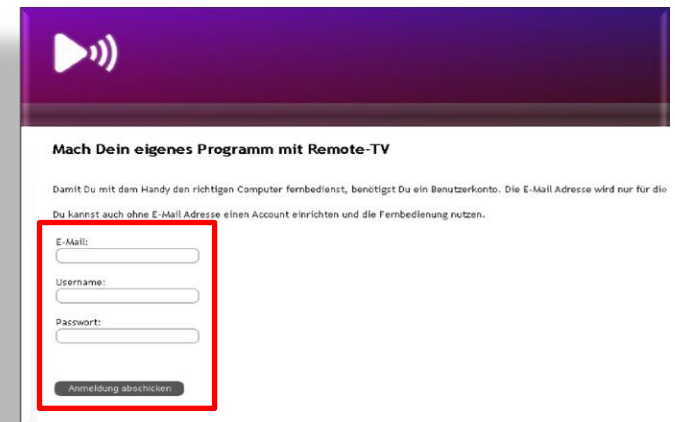 Mach Dein eigenes Programm mit Remote-TV
Damit Du mit dem Handy den richtigen Computer fernbedienst, benötigst Du ein Benutzerkonto. Die E-Mail Adresse wird nur für die
Du kannst auch ohne E-Mail Adresse einen Account einrichten und die Fernbedienung nutzen.
E-Mail:
Username:
Passwort:
Anmeldung abschicken